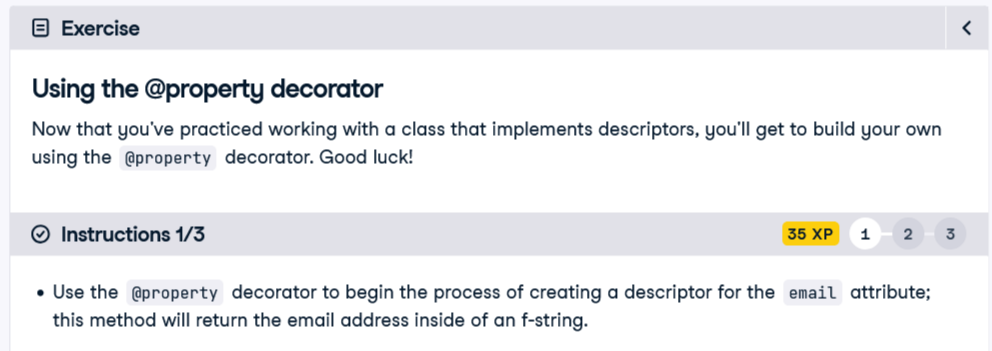 Exercise
Using the @property decorator
Now that you've practiced working with a class that implements descriptors, you'll get to build your own
using the @property decorator. Good luck!
Instructions 1/3 35 XP 1 2 3
• Use the @property decorator to begin the process of creating a descriptor for the email attribute;
this method will return the email address inside of an f-string.